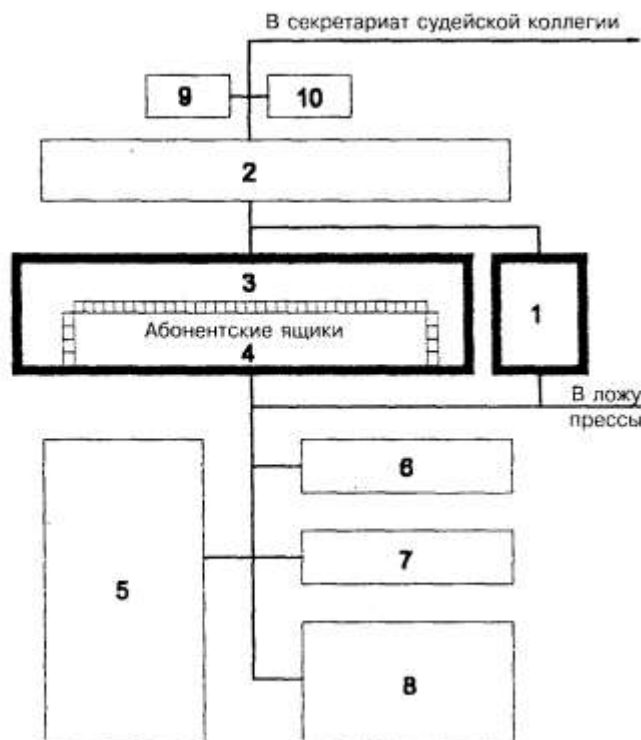 В секретариат судейской коллегии
9
10
2
3
1
Абонентские ящики
4
В ложу
прессы
6
7
5
8